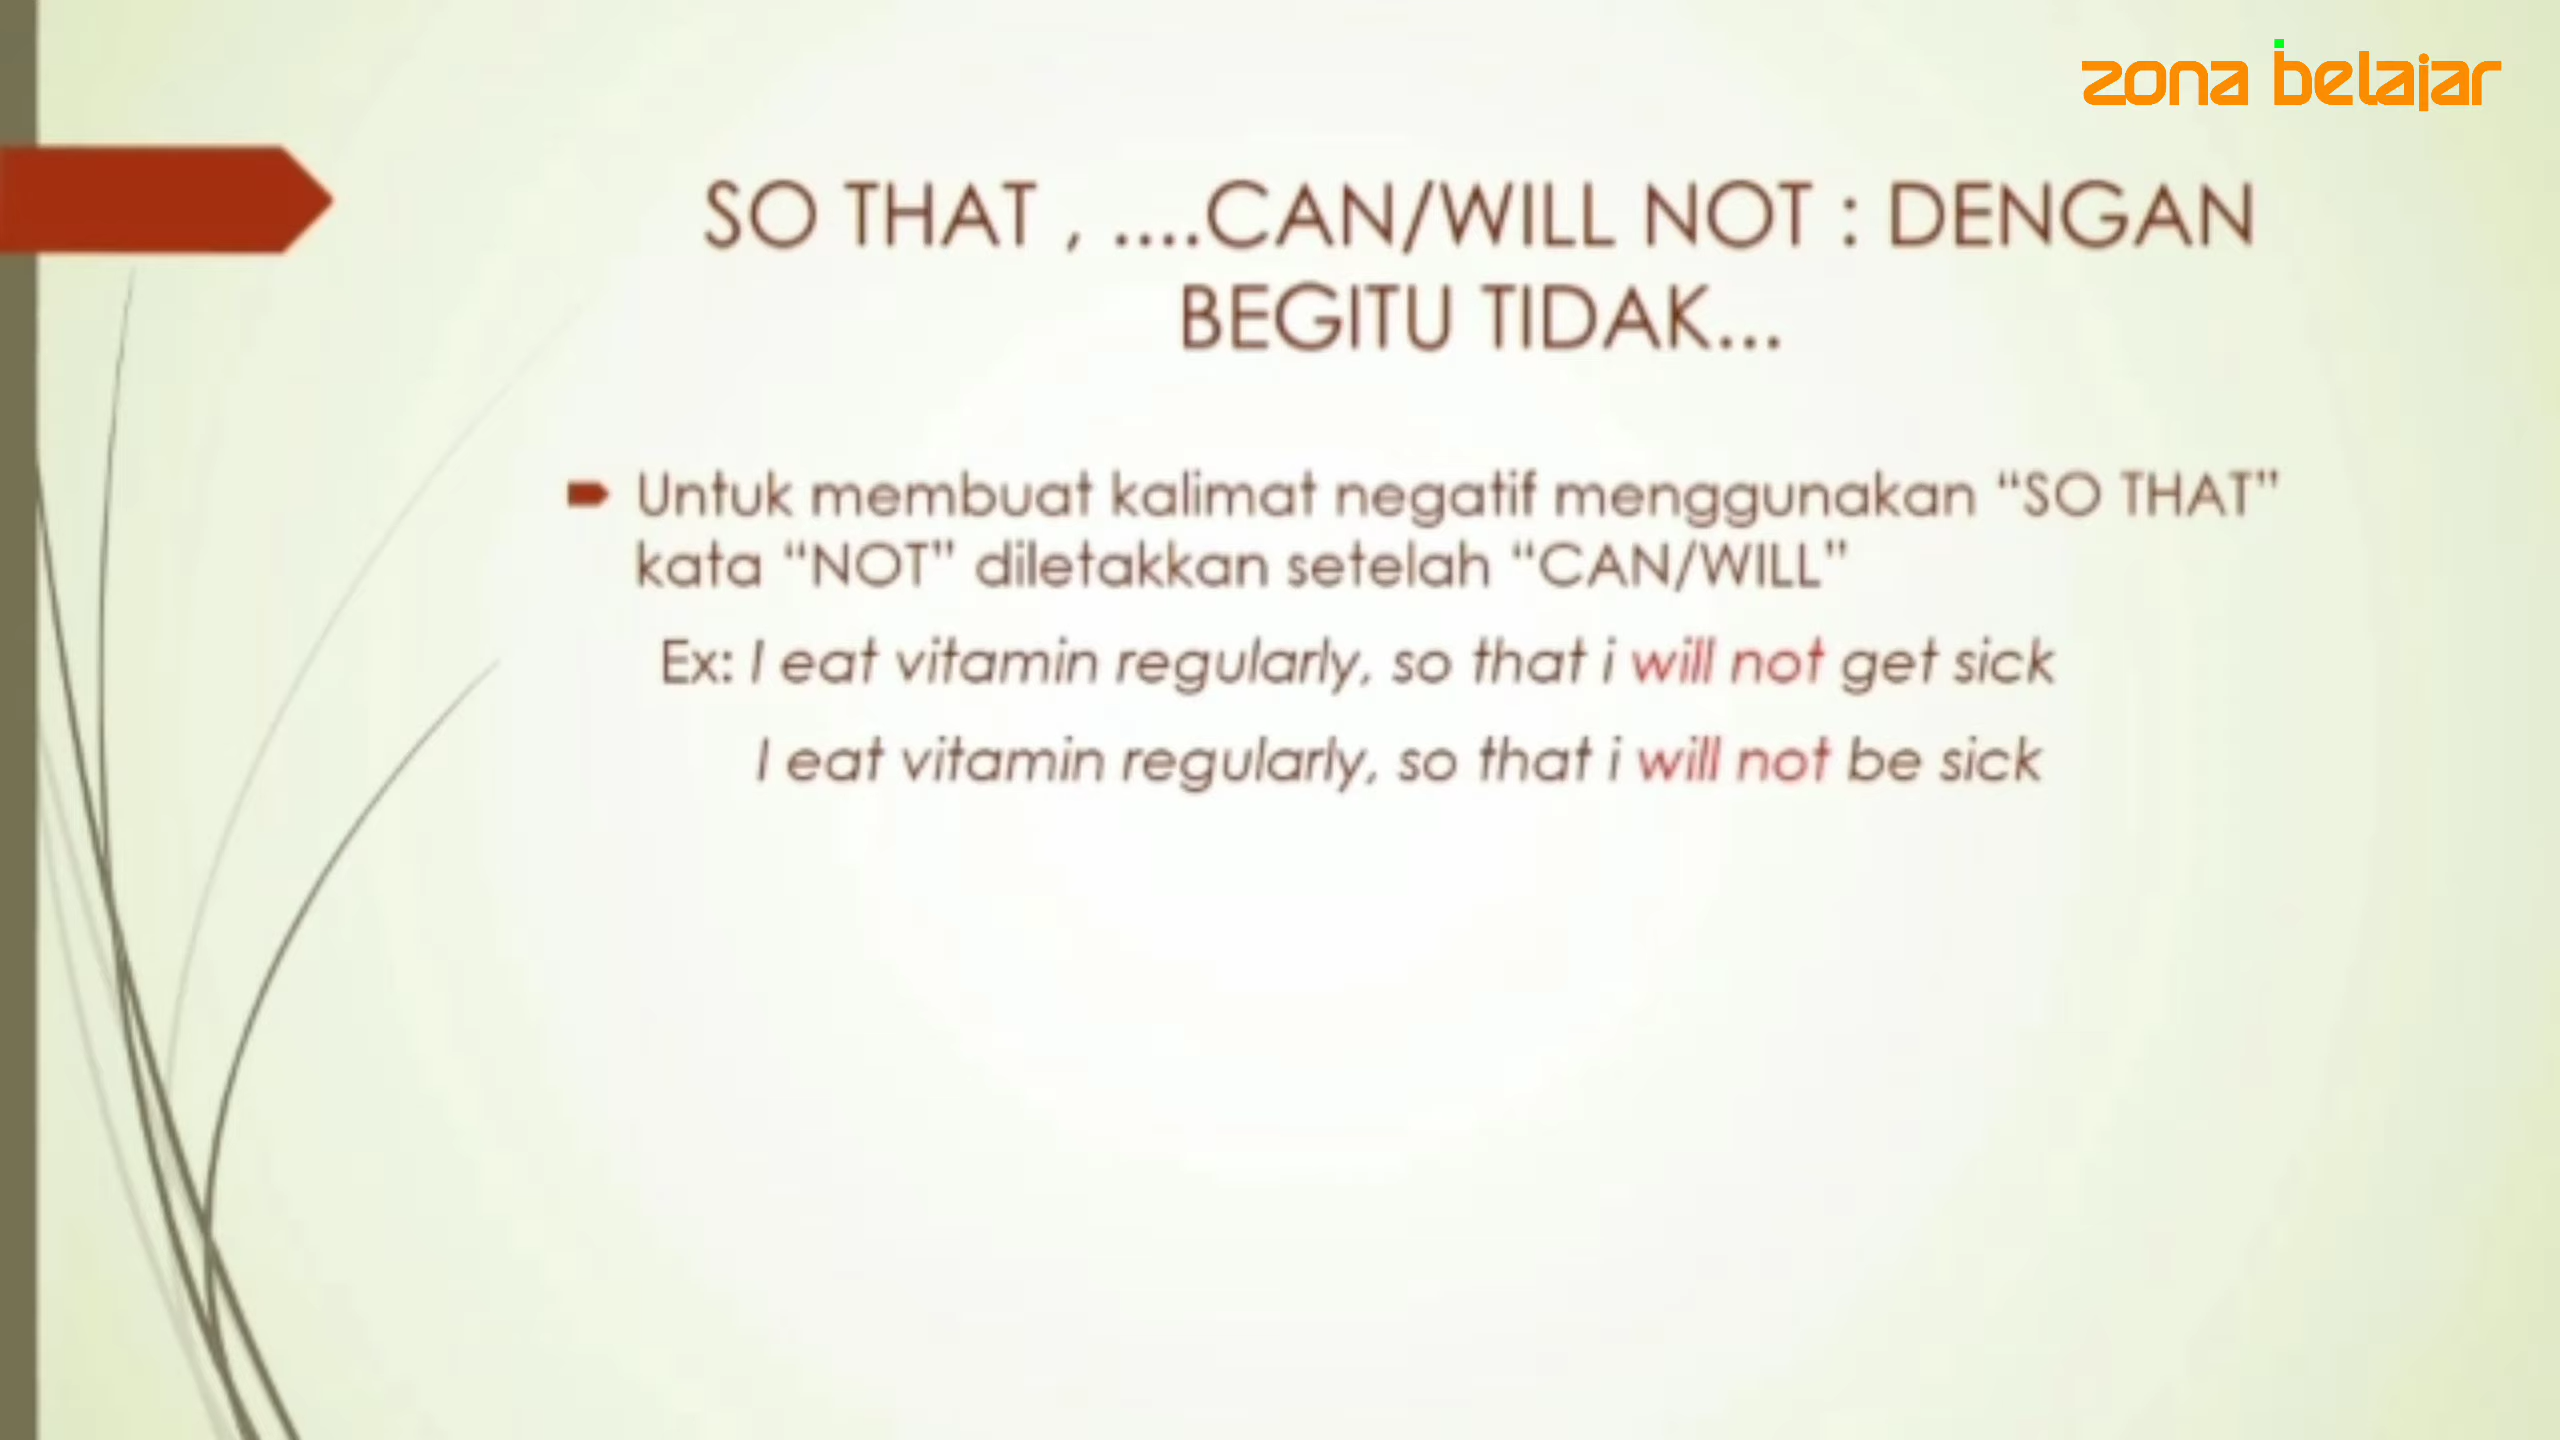 zona belajar
SO THAT , ....CAN/WILL NOT : DENGAN
BEGITU TIDAK...
Untuk membuat kalimat negatif menggunakan “SO THAT”
kata “NOT” diletakkan setelah “CAN/WILL”
Ex: I eat vitamin regularly, so that i will not get sick
I eat vitamin regularly, so that i will not be sick